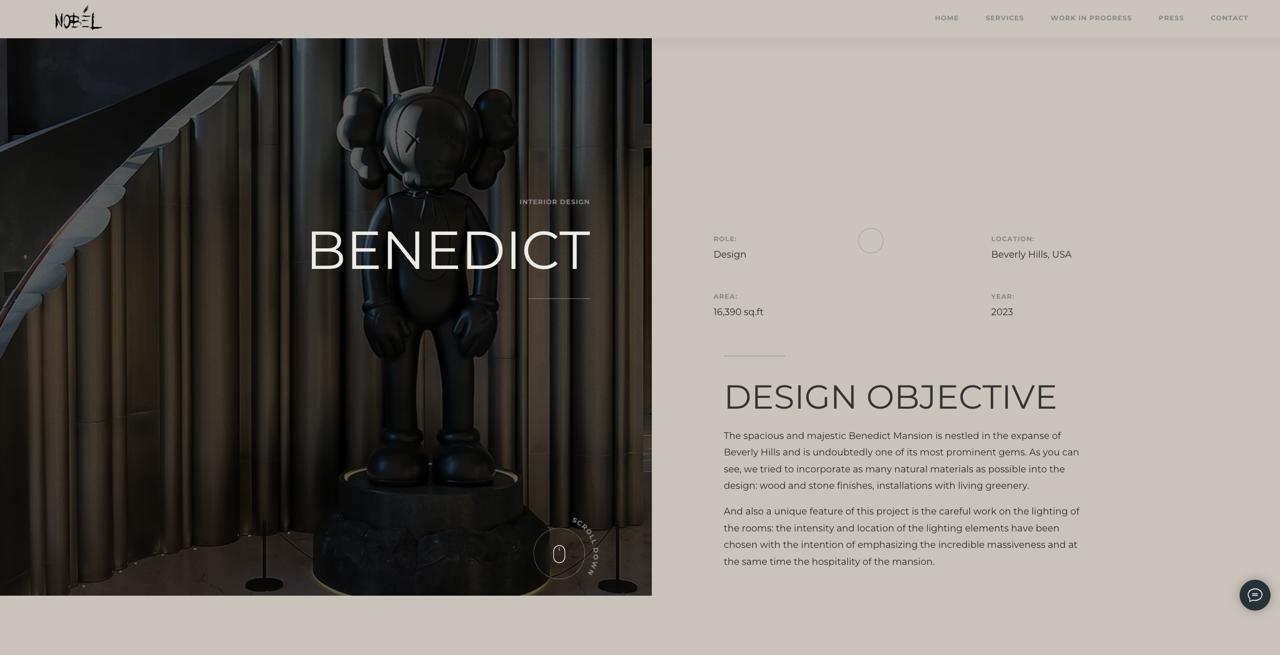 NOBEL
HOME
SERVICES
WORK IN PROGRESS
PRESS
CONTACT
INTERIOR DESIGN
BENEDICT
SCROLL DOWN
ROLE:
Design
LOCATION:
Beverly Hills, USA
AREA:
16,390 sq.ft
YEAR:
2023
DESIGN OBJECTIVE
The spacious and majestic Benedict Mansion is nestled in the expanse of
Beverly Hills and is undoubtedly one of its most prominent gems. As you can
see, we tried to incorporate as many natural materials as possible into the
design: wood and stone finishes, installations with living greenery.
And also a unique feature of this project is the careful work on the lighting of
the rooms: the intensity and location of the lighting elements have been
chosen with the intention of emphasizing the incredible massiveness and at
the same time the hospitality of the mansion.